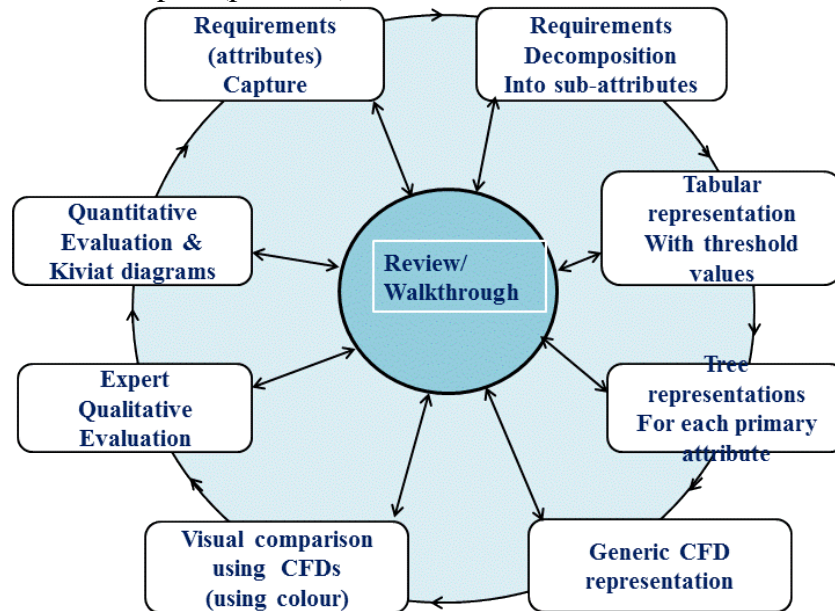 Requirements
(attributes)
Capture
Requirements
Decomposition
Into sub-attributes
Tabular
representation
With threshold
values
Tree
representations
For each primary
attribute
Generic CFD
representation
Visual comparison
using CFDs
(using colour)
Expert
Qualitative
Evaluation
Quantitative
Evaluation &
Kiviat diagrams
Review/
Walkthrough